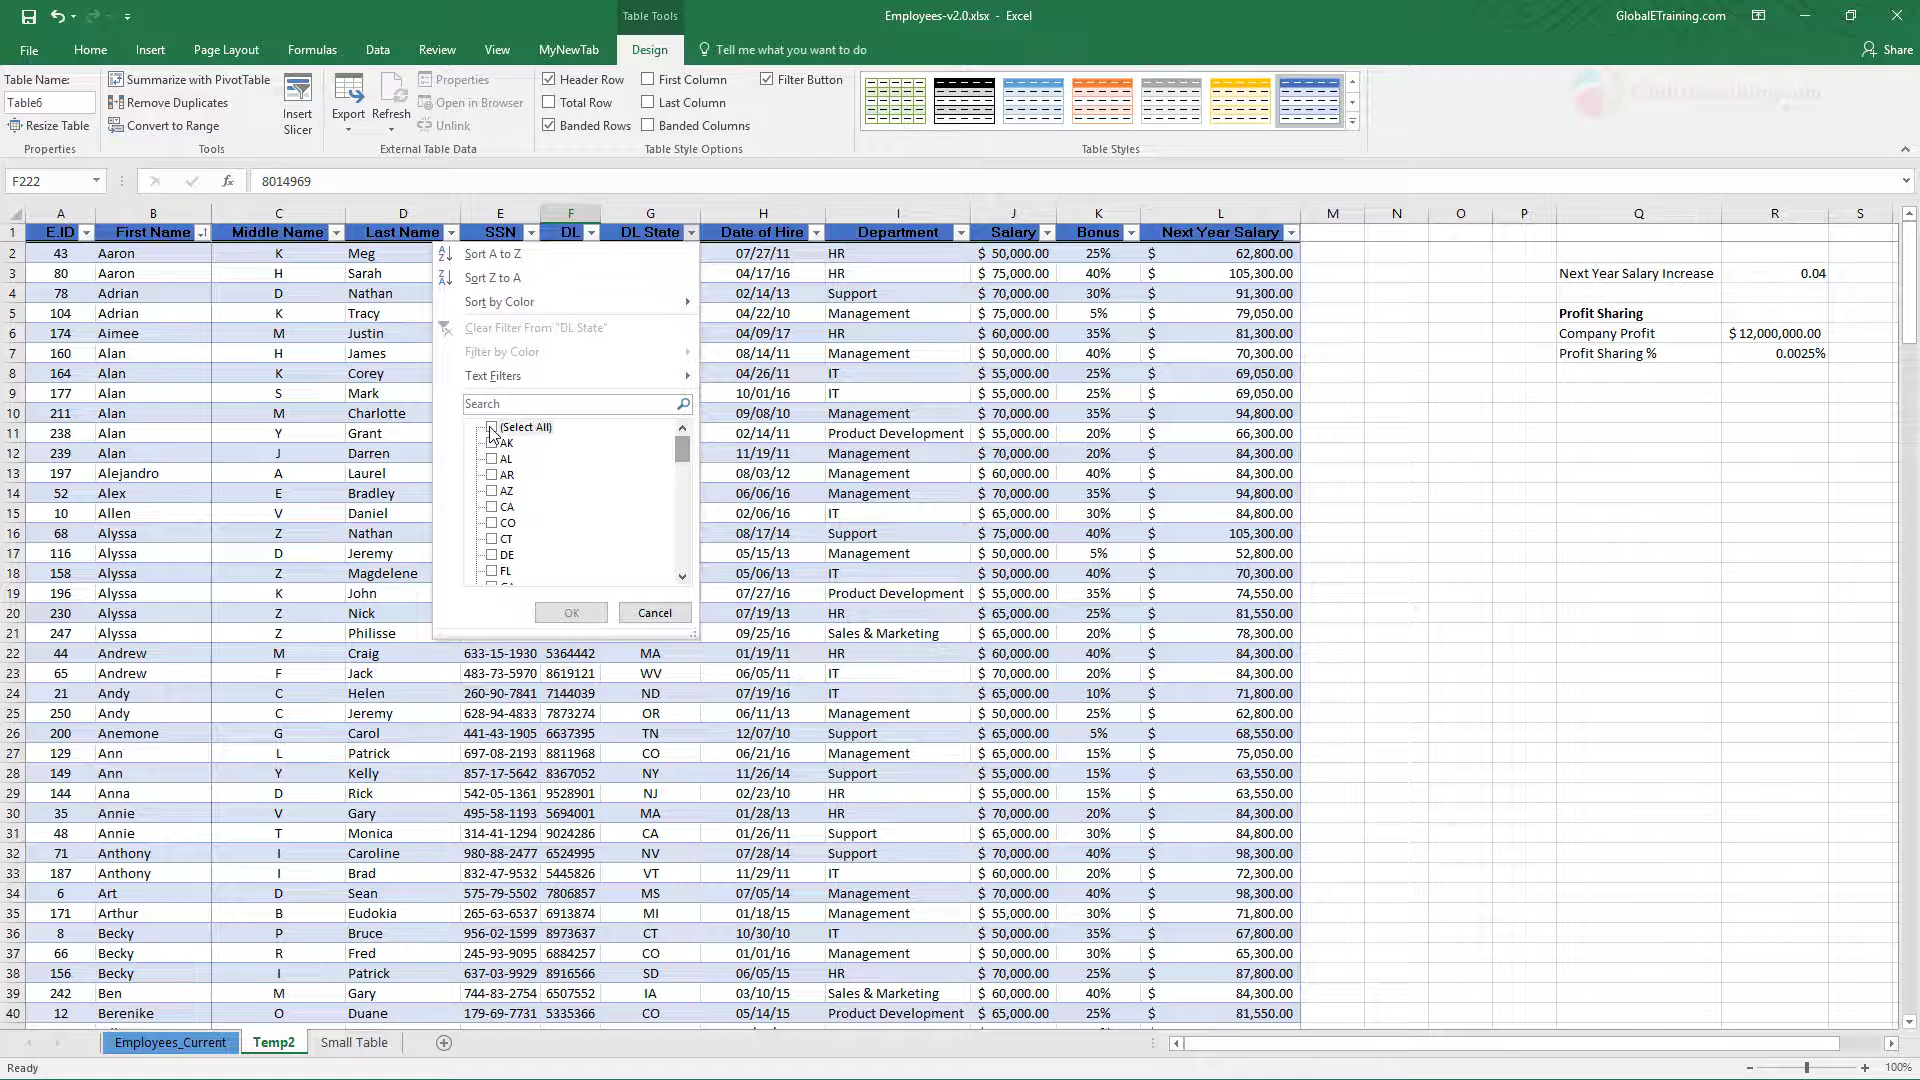 Table Tools
Employees-v2.0.xlsx - Excel
GlobalETraining.com
File Home Insert Page Layout Formulas Data Review View MyNewTab Design Tell me what you want to do Share
Table Name: Summarize with PivotTable Properties Header Row First Column Filter Button
Table6 Remove Duplicates Insert Slicer Export Refresh Open in Browser Total Row Last Column
Resize Table Convert to Range Unlink Banded Rows Banded Columns
Properties Tools External Table Data Table Style Options Table Styles
F222 fx 8014969
A B C D E F G H I J K L M N O P Q R S
1 E.ID First Name Middle Name Last Name SSN DL DL State Date of Hire Department Salary Bonus Next Year Salary
2 43 Aaron K Meg 07/27/11 HR $ 50,000.00 25% $ 62,800.00
3 80 Aaron H Sarah 04/17/16 HR $ 75,000.00 40% $ 105,300.00 Next Year Salary Increase 0.04
4 78 Adrian D Nathan 02/14/13 Support $ 70,000.00 30% $ 91,300.00
5 104 Adrian K Tracy 04/22/10 Management $ 75,000.00 5% $ 79,050.00 Profit Sharing
6 174 Aimee M Justin 04/09/17 HR $ 60,000.00 35% $ 81,300.00 Company Profit $ 12,000,000.00
7 160 Alan H James 08/14/11 Management $ 50,000.00 40% $ 70,300.00 Profit Sharing % 0.0025%
8 164 Alan K Corey 04/26/11 IT $ 55,000.00 25% $ 69,050.00
9 177 Alan S Mark 10/01/16 IT $ 55,000.00 25% $ 69,050.00
10 211 Alan M Charlotte 09/08/10 Management $ 70,000.00 35% $ 94,800.00
11 238 Alan Y Grant 02/14/11 Product Development $ 55,000.00 20% $ 66,300.00
12 239 Alan J Darren 11/19/11 Management $ 70,000.00 20% $ 84,300.00
13 197 Alejandro A Laurel 08/03/12 Management $ 60,000.00 40% $ 84,300.00
14 52 Alex E Bradley 06/06/16 Management $ 70,000.00 35% $ 94,800.00
15 10 Allen V Daniel 02/06/16 IT $ 65,000.00 30% $ 84,800.00
16 68 Alyssa Z Nathan 08/17/14 Support $ 75,000.00 40% $ 105,300.00
17 116 Alyssa D Jeremy 05/15/13 Management $ 50,000.00 5% $ 52,800.00
18 158 Alyssa Z Magdelene 05/06/13 IT $ 50,000.00 40% $ 70,300.00
19 196 Alyssa K John 07/27/16 Product Development $ 55,000.00 35% $ 74,550.00
20 230 Alyssa Z Nick 07/19/13 HR $ 65,000.00 25% $ 81,550.00
21 247 Alyssa Z Philisse 09/25/16 Sales & Marketing $ 65,000.00 20% $ 78,300.00
22 44 Andrew M Craig 633-15-1930 5364442 MA 01/19/11 HR $ 60,000.00 40% $ 84,300.00
23 65 Andrew F Jack 483-73-5970 8619121 WV 06/05/11 IT $ 70,000.00 20% $ 84,300.00
24 21 Andy C Helen 260-90-7841 7144039 ND 07/19/16 IT $ 65,000.00 10% $ 71,800.00
25 250 Andy C Jeremy 628-94-4833 7873274 OR 06/11/13 Management $ 50,000.00 25% $ 62,800.00
26 200 Anemone G Carol 441-43-1905 6637395 TN 12/07/10 Support $ 65,000.00 5% $ 68,550.00
27 129 Ann L Patrick 697-08-2193 8811968 CO 06/21/16 Management $ 65,000.00 15% $ 75,050.00
28 149 Ann Y Kelly 857-17-5642 8367052 NY 11/26/14 Support $ 55,000.00 15% $ 63,550.00
29 144 Anna D Rick 542-05-1361 9528901 NJ 02/23/10 HR $ 55,000.00 15% $ 63,550.00
30 35 Annie V Gary 495-58-1193 5694001 MA 01/28/13 HR $ 70,000.00 20% $ 84,300.00
31 48 Annie T Monica 314-41-1294 9024286 CA 01/26/11 Support $ 65,000.00 30% $ 84,800.00
32 71 Anthony I Caroline 980-88-2477 6524995 NV 07/28/14 Support $ 70,000.00 40% $ 98,300.00
33 187 Anthony I Brad 832-47-9532 5445826 VT 11/29/11 IT $ 60,000.00 20% $ 72,300.00
34 6 Art D Sean 575-79-5502 7806857 MS 07/05/14 Management $ 70,000.00 40% $ 98,300.00
35 171 Arthur B Eudokia 265-63-6537 6913874 MI 01/18/15 Management $ 55,000.00 30% $ 71,800.00
36 8 Becky P Bruce 956-02-1599 8973637 CT 10/30/10 IT $ 50,000.00 35% $ 67,800.00
37 66 Becky R Fred 245-93-9095 6884257 CO 01/01/16 Management $ 50,000.00 30% $ 65,300.00
38 156 Becky I Patrick 637-03-9929 8916566 SD 06/05/15 HR $ 70,000.00 25% $ 87,800.00
39 242 Ben M Gary 744-83-2754 6507552 IA 03/10/15 Sales & Marketing $ 60,000.00 40% $ 84,300.00
40 12 Berenike O Duane 179-69-7731 5335366 CO 05/14/15 Product Development $ 65,000.00 25% $ 81,550.00
Sort A to Z
Sort Z to A
Sort by Color
Clear Filter From "DL State"
Filter by Color
Text Filters
Search
(Select All)
AK
AL
AR
AZ
CA
CO
CT
DE
FL
OK Cancel
Employees_Current Temp2 Small Table
Ready 100%